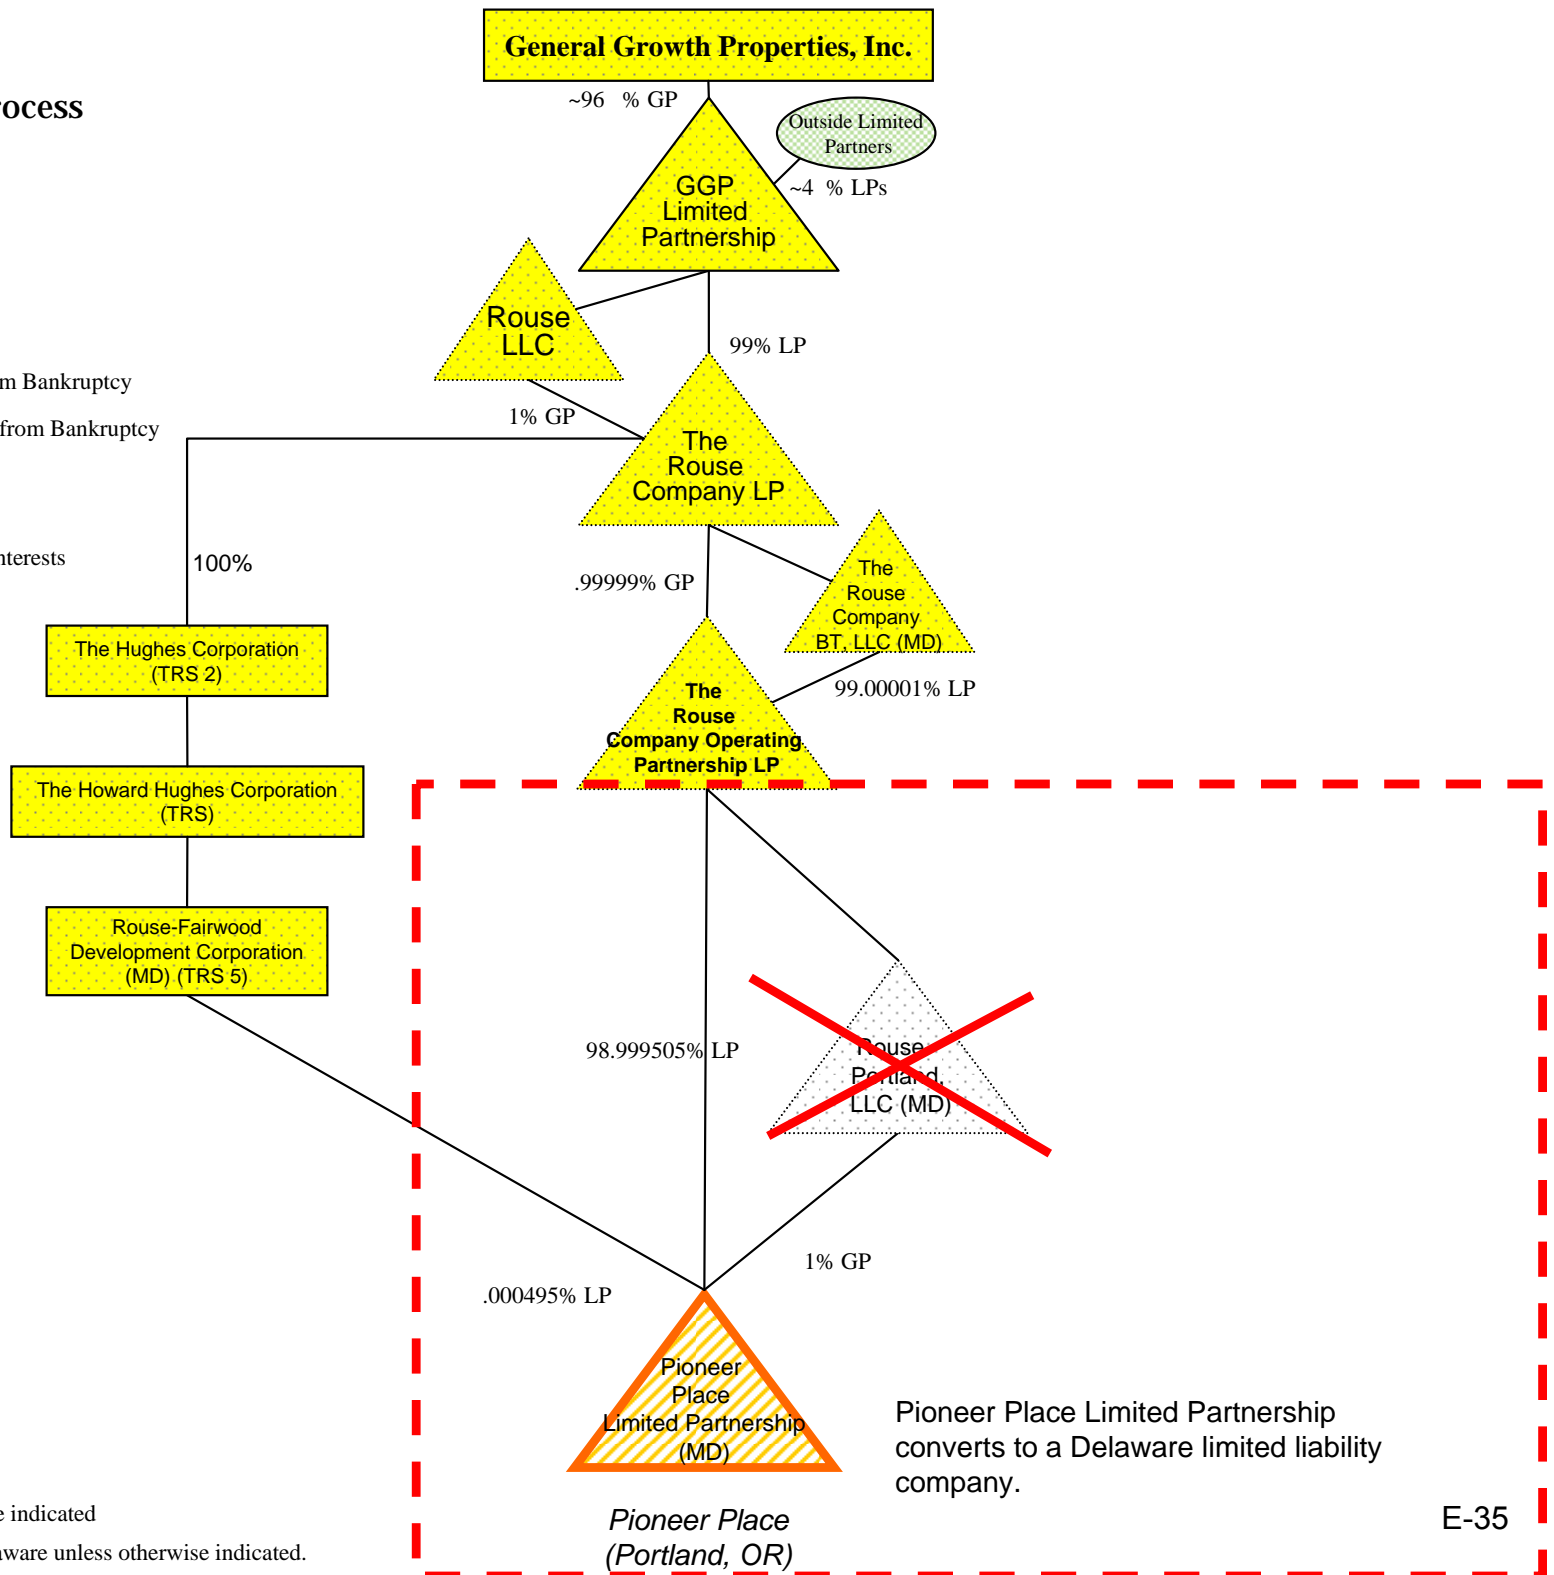 General Growth Properties, Inc.
~96 % GP
Outside Limited
Partners
~4 % LPs
GGP
Limited
Partnership
Rouse
LLC
99% LP
m Bankruptcy
1% GP
from Bankruptcy
The
Rouse
Company LP
nterests
100%
.99999% GP
The
Rouse
Company
BT, LLC (MD)
The Hughes Corporation
(TRS 2)
99.00001% LP
The
Rouse
Company Operating
Partnership LP
The Howard Hughes Corporation
(TRS)
Rouse-Fairwood
Development Corporation
(MD) (TRS 5)
98.999505% LP
Rouse-
Portland,
LLC (MD)
1% GP
.000495% LP
Pioneer
Place
Limited Partnership
(MD)
Pioneer Place Limited Partnership
converts to a Delaware limited liability
company.
Pioneer Place
(Portland, OR)
e indicated
aware unless otherwise indicated.
E-35